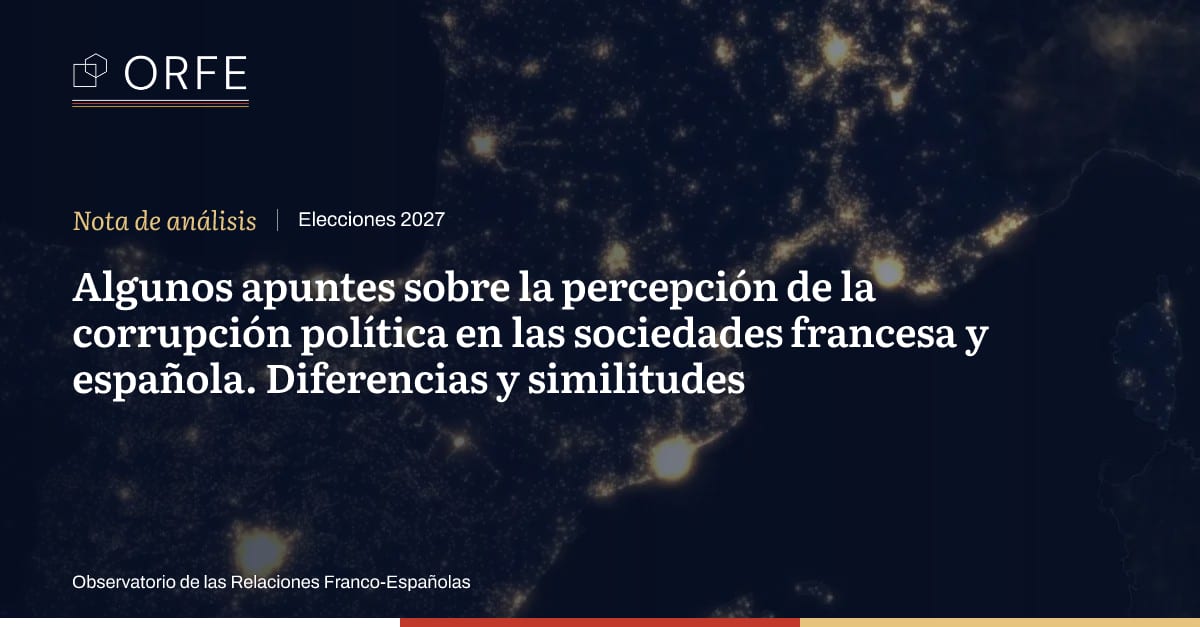 ORFE
Nota de análisis | Elecciones 2027
Algunos apuntes sobre la percepción de la
corrupción política en las sociedades francesa y
española. Diferencias y similitudes
Observatorio de las Relaciones Franco-Españolas